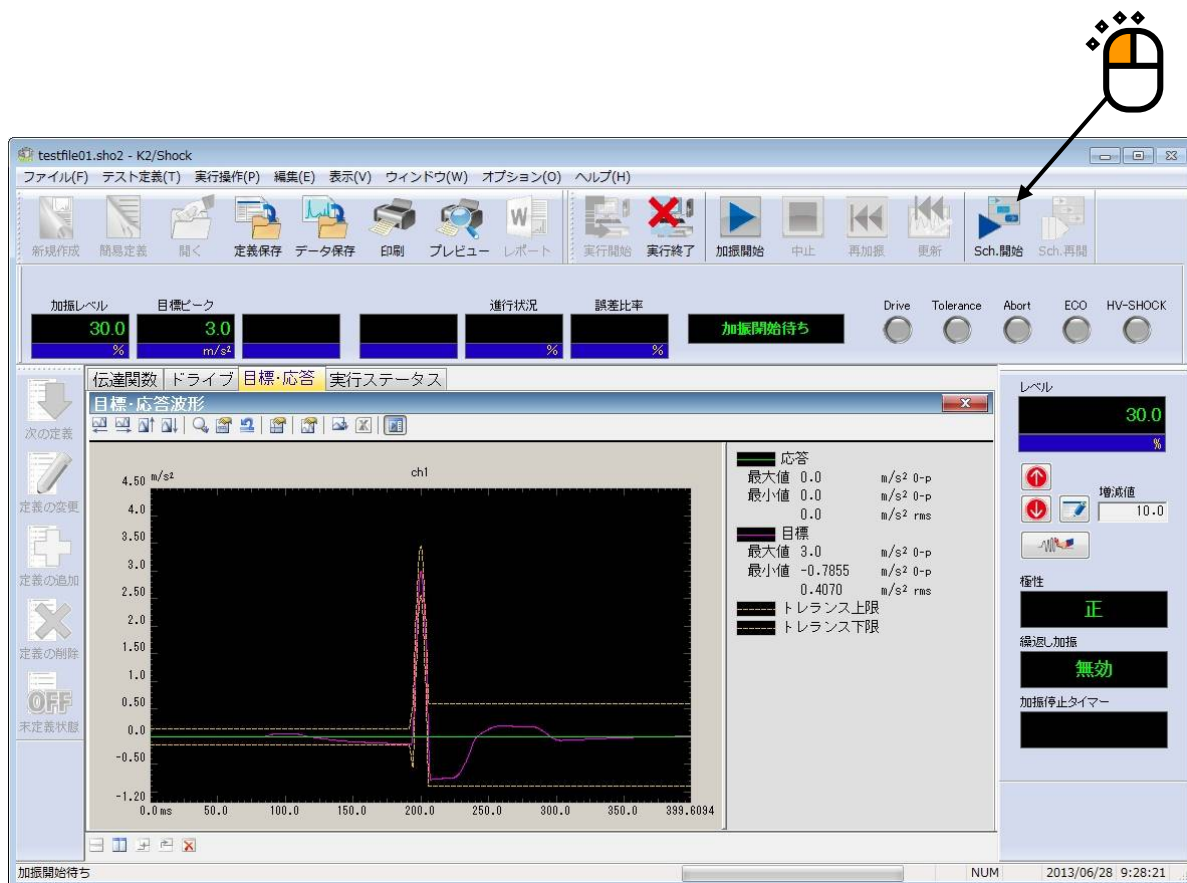 testfile01.sho2 - K2/Shock
ファイル(F) テスト定義(T) 実行操作(P) 編集(E) 表示(V) ウィンドウ(W) オプション(O) ヘルプ(H)
新規作成 簡易定義 開く 定義保存 データ保存 印刷 プレビュー レポート 実行開始 実行終了 加振開始 中止 再加振 更新 Sch.開始 Sch.再開
加振レベル 目標ピーク 進行状況 誤差比率 Drive Tolerance Abort ECO HV-SHOCK
30.0 3.0 加振開始待ち
% m/s² % %
伝達関数 ドライブ 目標・応答 実行ステータス
目標・応答波形
次の定義
定義の変更
定義の追加
定義の削除
OFF
未定義状態
ch1
4.50 m/s²
4.0
3.50
3.0
2.50
2.0
1.50
1.0
0.50
0.0
-0.50
-1.20
0.0 ms 50.0 100.0 150.0 200.0 250.0 300.0 350.0 399.6094
応答
最大値 0.0 m/s² 0-p
最小値 0.0 m/s² 0-p
0.0 m/s² rms
目標
最大値 3.0 m/s² 0-p
最小値 -0.7855 m/s² 0-p
0.4070 m/s² rms
トレランス上限
トレランス下限
レベル
30.0
%
増減値
10.0
極性
正
繰返し加振
無効
加振停止タイマー
加振開始待ち NUM 2013/06/28 9:28:21